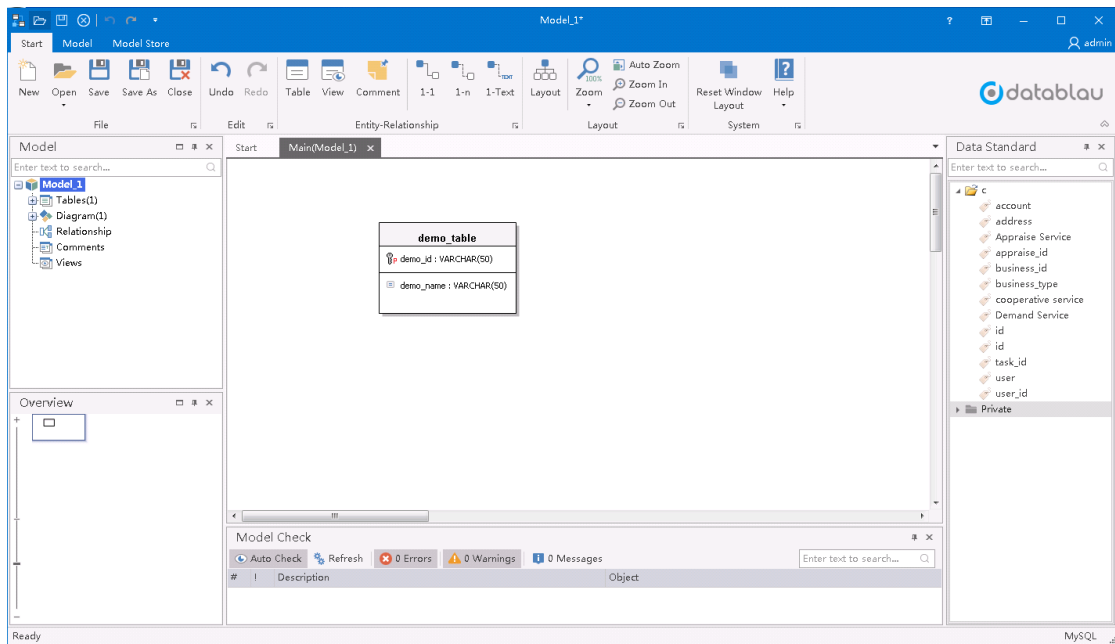 Model_1*
Start Model Model Store
admin
New Open Save Save As Close Undo Redo Table View Comment 1-1 1-n 1-Text Layout Zoom
TEXT
100%
Auto Zoom
Zoom In
Zoom Out
Reset Window Layout
Help
File Edit Entity-Relationship Layout System
datablau
Model
Enter text to search...
Model_1
Tables(1)
Diagram(1)
Relationship
Comments
Views
Overview
Start Main(Model_1)
demo_table
demo_id : VARCHAR(50)
demo_name : VARCHAR(50)
Model Check
Auto Check Refresh 0 Errors 0 Warnings 0 Messages
Enter text to search...
# ! Description Object
Data Standard
Enter text to search...
c
account
address
Appraise Service
appraise_id
business_id
business_type
cooperative service
Demand Service
id
id
task_id
user
user_id
Private
Ready
MySQL